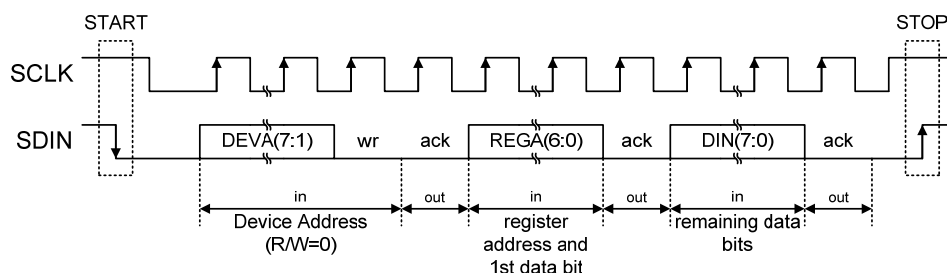 START STOP
SCLK
SDIN DEVA(7:1) wr ack REGA(6:0) ack DIN(7:0) ack
in out in out in out
Device Address register remaining data
(R/W=0) address and bits
1st data bit